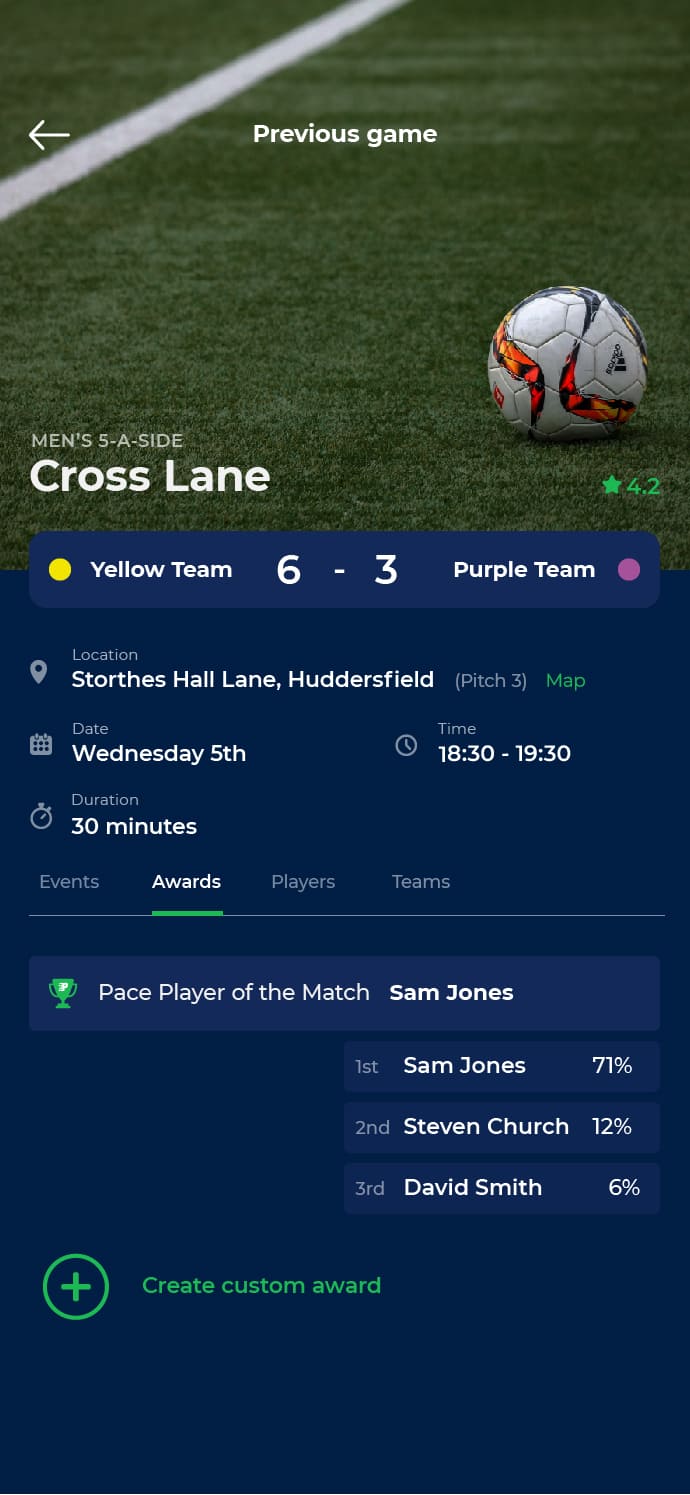 Previous game
MEN'S 5-A-SIDE
Cross Lane
4.2
Yellow Team 6 - 3 Purple Team
Location
Storthes Hall Lane, Huddersfield (Pitch 3) Map
Date
Wednesday 5th
Time
18:30 - 19:30
Duration
30 minutes
Events Awards Players Teams
Pace Player of the Match Sam Jones
1st Sam Jones 71%
2nd Steven Church 12%
3rd David Smith 6%
Create custom award